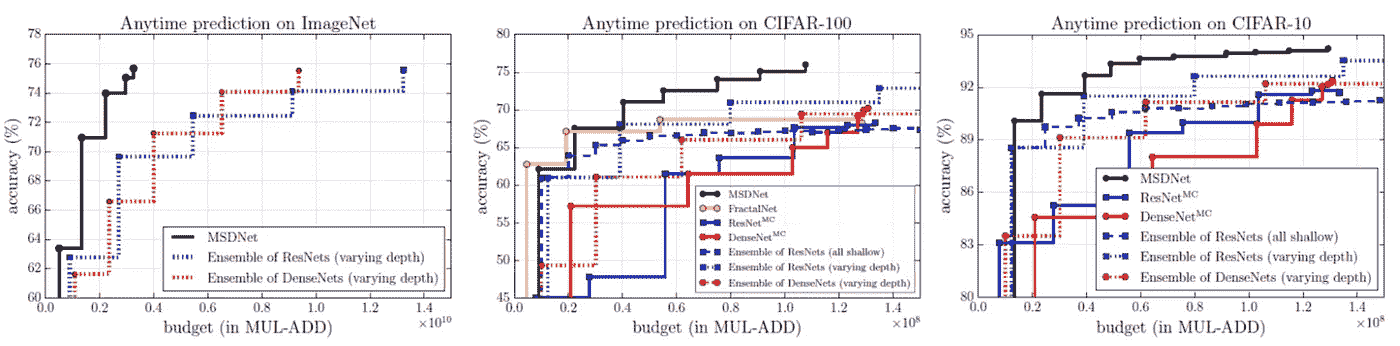 Anytime prediction on ImageNet
78
76
74
72
70
68
66
64
62
60
accuracy (%)
MSDNet
Ensemble of ResNets (varying depth)
Ensemble of DenseNets (varying depth)
0.0 0.2 0.4 0.6 0.8 1.0 1.2 1.4
×10^10
budget (in MUL-ADD)
Anytime prediction on CIFAR-100
80
75
70
65
60
55
50
45
accuracy (%)
MSDNet
FractalNet
ResNet^MC
DenseNet^MC
Ensemble of ResNets (all shallow)
Ensemble of ResNets (varying depth)
Ensemble of DenseNets (varying depth)
0.0 0.2 0.4 0.6 0.8 1.0 1.2 1.4
×10^8
budget (in MUL-ADD)
Anytime prediction on CIFAR-10
95
92
89
86
83
80
accuracy (%)
MSDNet
ResNet^MC
DenseNet^MC
Ensemble of ResNets (all shallow)
Ensemble of ResNets (varying depth)
Ensemble of DenseNets (varying depth)
0.0 0.2 0.4 0.6 0.8 1.0 1.2 1.4
×10^8
budget (in MUL-ADD)